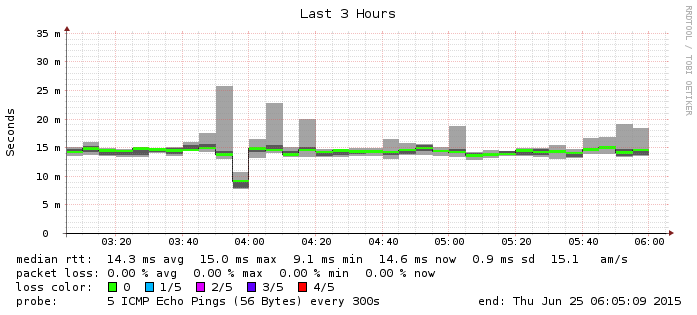 Last 3 Hours
RRDTOOL / TOBI OETIKER
Seconds
35 m
30 m
25 m
20 m
15 m
10 m
5 m
0
03:20 03:40 04:00 04:20 04:40 05:00 05:20 05:40 06:00
median rtt: 14.3 ms avg 15.0 ms max 9.1 ms min 14.6 ms now 0.9 ms sd 15.1 am/s
packet loss: 0.00 % avg 0.00 % max 0.00 % min 0.00 % now
loss color: 0 1/5 2/5 3/5 4/5
probe: 5 ICMP Echo Pings (56 Bytes) every 300s end: Thu Jun 25 06:05:09 2015